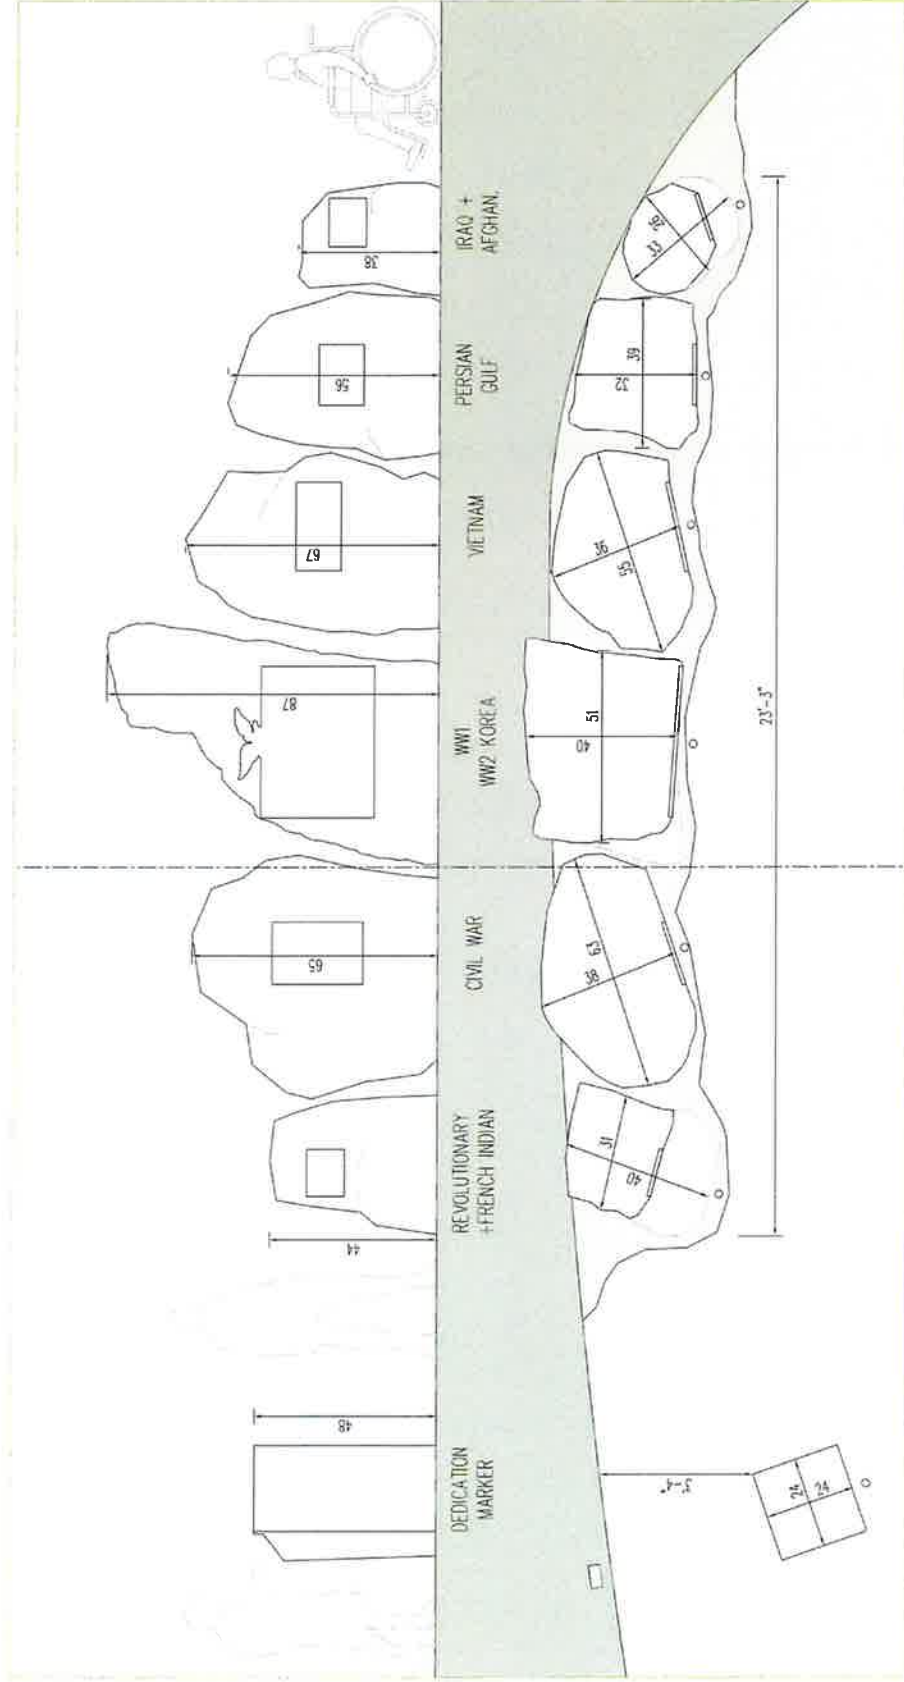 48
44
65
87
67
56
38
DEDICATION
MARKER
REVOLUTIONARY
+FRENCH INDIAN
CIVIL WAR
WW1
WW2 KOREA
VIETNAM
PERSIAN
GULF
IRAQ +
AFGHAN.
3'-4"
24
24
31
40
63
38
51
40
36
55
39
32
26
33
23'-3"